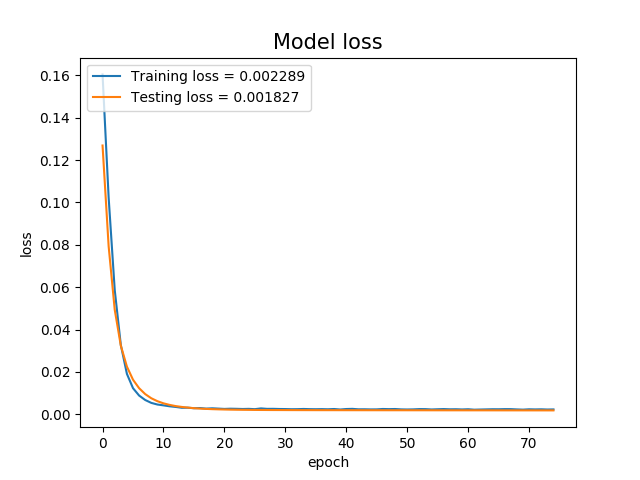 Model loss
Training loss = 0.002289
Testing loss = 0.001827
0.16
0.14
0.12
0.10
0.08
0.06
0.04
0.02
0.00
loss
0 10 20 30 40 50 60 70
epoch